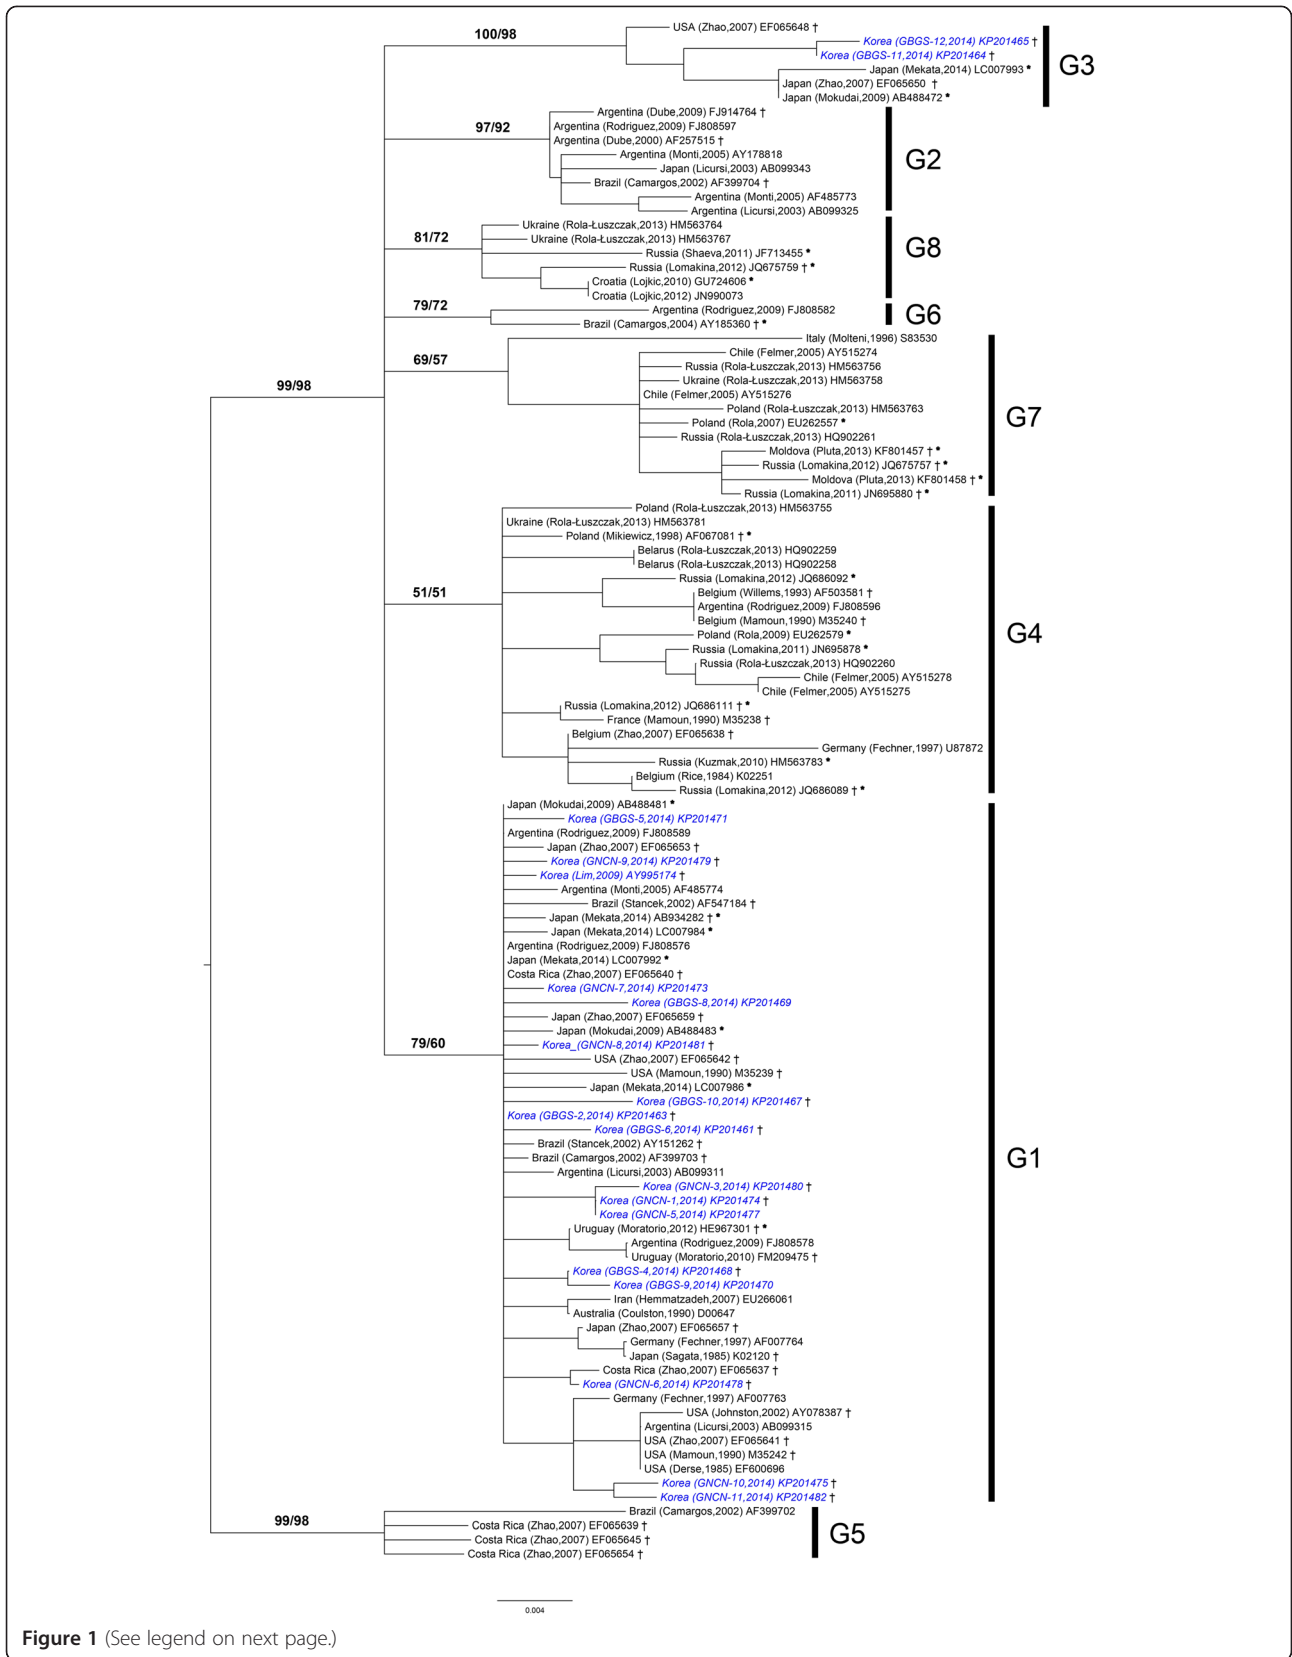 100/98
USA (Zhao,2007) EF065648 †
Korea (GBGS-12,2014) KP201465 †
Korea (GBGS-11,2014) KP201464 †
Japan (Mekata,2014) LC007993 *
Japan (Zhao,2007) EF065650 †
Japan (Mokudai,2009) AB488472 *
G3
97/92
Argentina (Dube,2009) FJ914764 †
Argentina (Rodriguez,2009) FJ808597
Argentina (Dube,2000) AF257515 †
Argentina (Monti,2005) AY178818
Japan (Licursi,2003) AB099343
Brazil (Camargos,2002) AF399704 †
Argentina (Monti,2005) AF485773
Argentina (Licursi,2003) AB099325
G2
81/72
Ukraine (Rola-Łuszczak,2013) HM563764
Ukraine (Rola-Łuszczak,2013) HM563767
Russia (Shaeva,2011) JF713455 *
Russia (Lomakina,2012) JQ675759 † *
Croatia (Lojkic,2010) GU724606 *
Croatia (Lojkic,2012) JN990073
G8
79/72
Argentina (Rodriguez,2009) FJ808582
Brazil (Camargos,2004) AY185360 † *
G6
69/57
Italy (Molteni,1996) S83530
Chile (Felmer,2005) AY515274
Russia (Rola-Łuszczak,2013) HM563756
Ukraine (Rola-Łuszczak,2013) HM563758
Chile (Felmer,2005) AY515276
Poland (Rola-Łuszczak,2013) HM563763
Poland (Rola,2007) EU262557 *
Russia (Rola-Łuszczak,2013) HQ902261
Moldova (Pluta,2013) KF801457 † *
Russia (Lomakina,2012) JQ675757 † *
Moldova (Pluta,2013) KF801458 † *
Russia (Lomakina,2011) JN695880 † *
G7
99/98
51/51
Poland (Rola-Łuszczak,2013) HM563755
Ukraine (Rola-Łuszczak,2013) HM563781
Poland (Mikiewicz,1998) AF067081 † *
Belarus (Rola-Łuszczak,2013) HQ902259
Belarus (Rola-Łuszczak,2013) HQ902258
Russia (Lomakina,2012) JQ686092 *
Belgium (Willems,1993) AF503581 †
Argentina (Rodriguez,2009) FJ808596
Belgium (Mamoun,1990) M35240 †
Poland (Rola,2009) EU262579 *
Russia (Lomakina,2011) JN695878 *
Russia (Rola-Łuszczak,2013) HQ902260
Chile (Felmer,2005) AY515278
Chile (Felmer,2005) AY515275
Russia (Lomakina,2012) JQ686111 † *
France (Mamoun,1990) M35238 †
Belgium (Zhao,2007) EF065638 †
Germany (Fechner,1997) U87872
Russia (Kuzmak,2010) HM563783 *
Belgium (Rice,1984) K02251
Russia (Lomakina,2012) JQ686089 † *
G4
79/60
Japan (Mokudai,2009) AB488481 *
Korea (GBGS-5,2014) KP201471
Argentina (Rodriguez,2009) FJ808589
Japan (Zhao,2007) EF065653 †
Korea (GNCN-9,2014) KP201479 †
Korea (Lim,2009) AY995174 †
Argentina (Monti,2005) AF485774
Brazil (Stancek,2002) AF547184 †
Japan (Mekata,2014) AB934282 † *
Japan (Mekata,2014) LC007984 *
Argentina (Rodriguez,2009) FJ808576
Japan (Mekata,2014) LC007992 *
Costa Rica (Zhao,2007) EF065640 †
Korea (GNCN-7,2014) KP201473
Korea (GBGS-8,2014) KP201469
Japan (Zhao,2007) EF065659 †
Japan (Mokudai,2009) AB488483 *
Korea_(GNCN-8,2014) KP201481 †
USA (Zhao,2007) EF065642 †
USA (Mamoun,1990) M35239 †
Japan (Mekata,2014) LC007986 *
Korea (GBGS-10,2014) KP201467 †
Korea (GBGS-2,2014) KP201463 †
Korea (GBGS-6,2014) KP201461 †
Brazil (Stancek,2002) AY151262 †
Brazil (Camargos,2002) AF399703 †
Argentina (Licursi,2003) AB099311
Korea (GNCN-3,2014) KP201480 †
Korea (GNCN-1,2014) KP201474 †
Korea (GNCN-5,2014) KP201477
Uruguay (Moratorio,2012) HE967301 † *
Argentina (Rodriguez,2009) FJ808578
Uruguay (Moratorio,2010) FM209475 †
Korea (GBGS-4,2014) KP201468 †
Korea (GBGS-9,2014) KP201470
Iran (Hemmatzadeh,2007) EU266061
Australia (Coulston,1990) D00647
Japan (Zhao,2007) EF065657 †
Germany (Fechner,1997) AF007764
Japan (Sagata,1985) K02120 †
Costa Rica (Zhao,2007) EF065637 †
Korea (GNCN-6,2014) KP201478 †
Germany (Fechner,1997) AF007763
USA (Johnston,2002) AY078387 †
Argentina (Licursi,2003) AB099315
USA (Zhao,2007) EF065641 †
USA (Mamoun,1990) M35242 †
USA (Derse,1985) EF600696
Korea (GNCN-10,2014) KP201475 †
Korea (GNCN-11,2014) KP201482 †
G1
99/98
Brazil (Camargos,2002) AF399702
Costa Rica (Zhao,2007) EF065639 †
Costa Rica (Zhao,2007) EF065645 †
Costa Rica (Zhao,2007) EF065654 †
G5
0.004
Figure 1 (See legend on next page.)